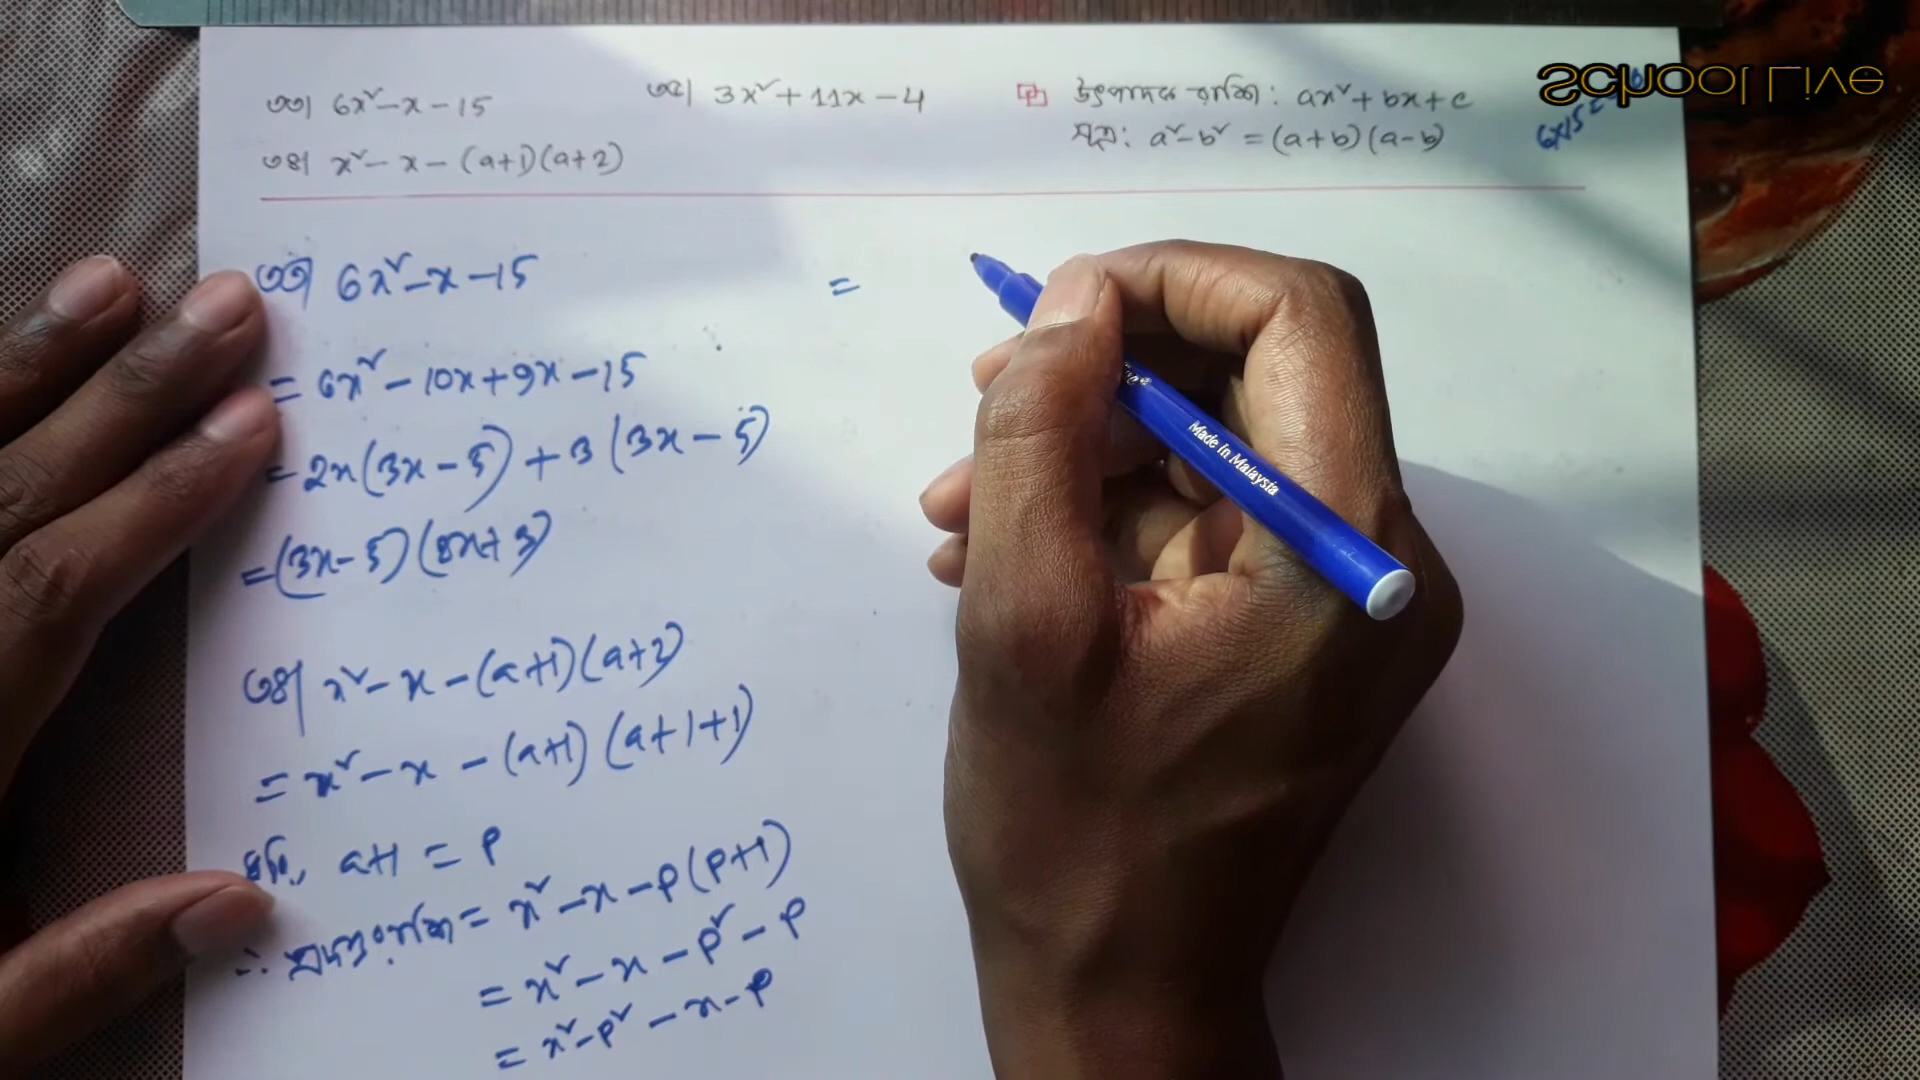 ৩৩| 6x² - x - 15
৩৪| x² - x - (a+1)(a+2)
৩৫| 3x² + 11x - 4
উৎপাদক রাশি: ax² + bx + c
সূত্র: a² - b² = (a+b)(a-b)
School Live
6×15 =
৩৩| 6x² - x - 15
= 6x² - 10x + 9x - 15
= 2x(3x - 5) + 3(3x - 5)
= (3x - 5)(2x + 3)
৩৪| x² - x - (a+1)(a+2)
= x² - x - (a+1)(a+1+1)
ধরি, a+1 = p
∴ প্রদত্ত রাশি = x² - x - p(p+1)
= x² - x - p² - p
= x² - p² - x - p
=
Made in Malaysia